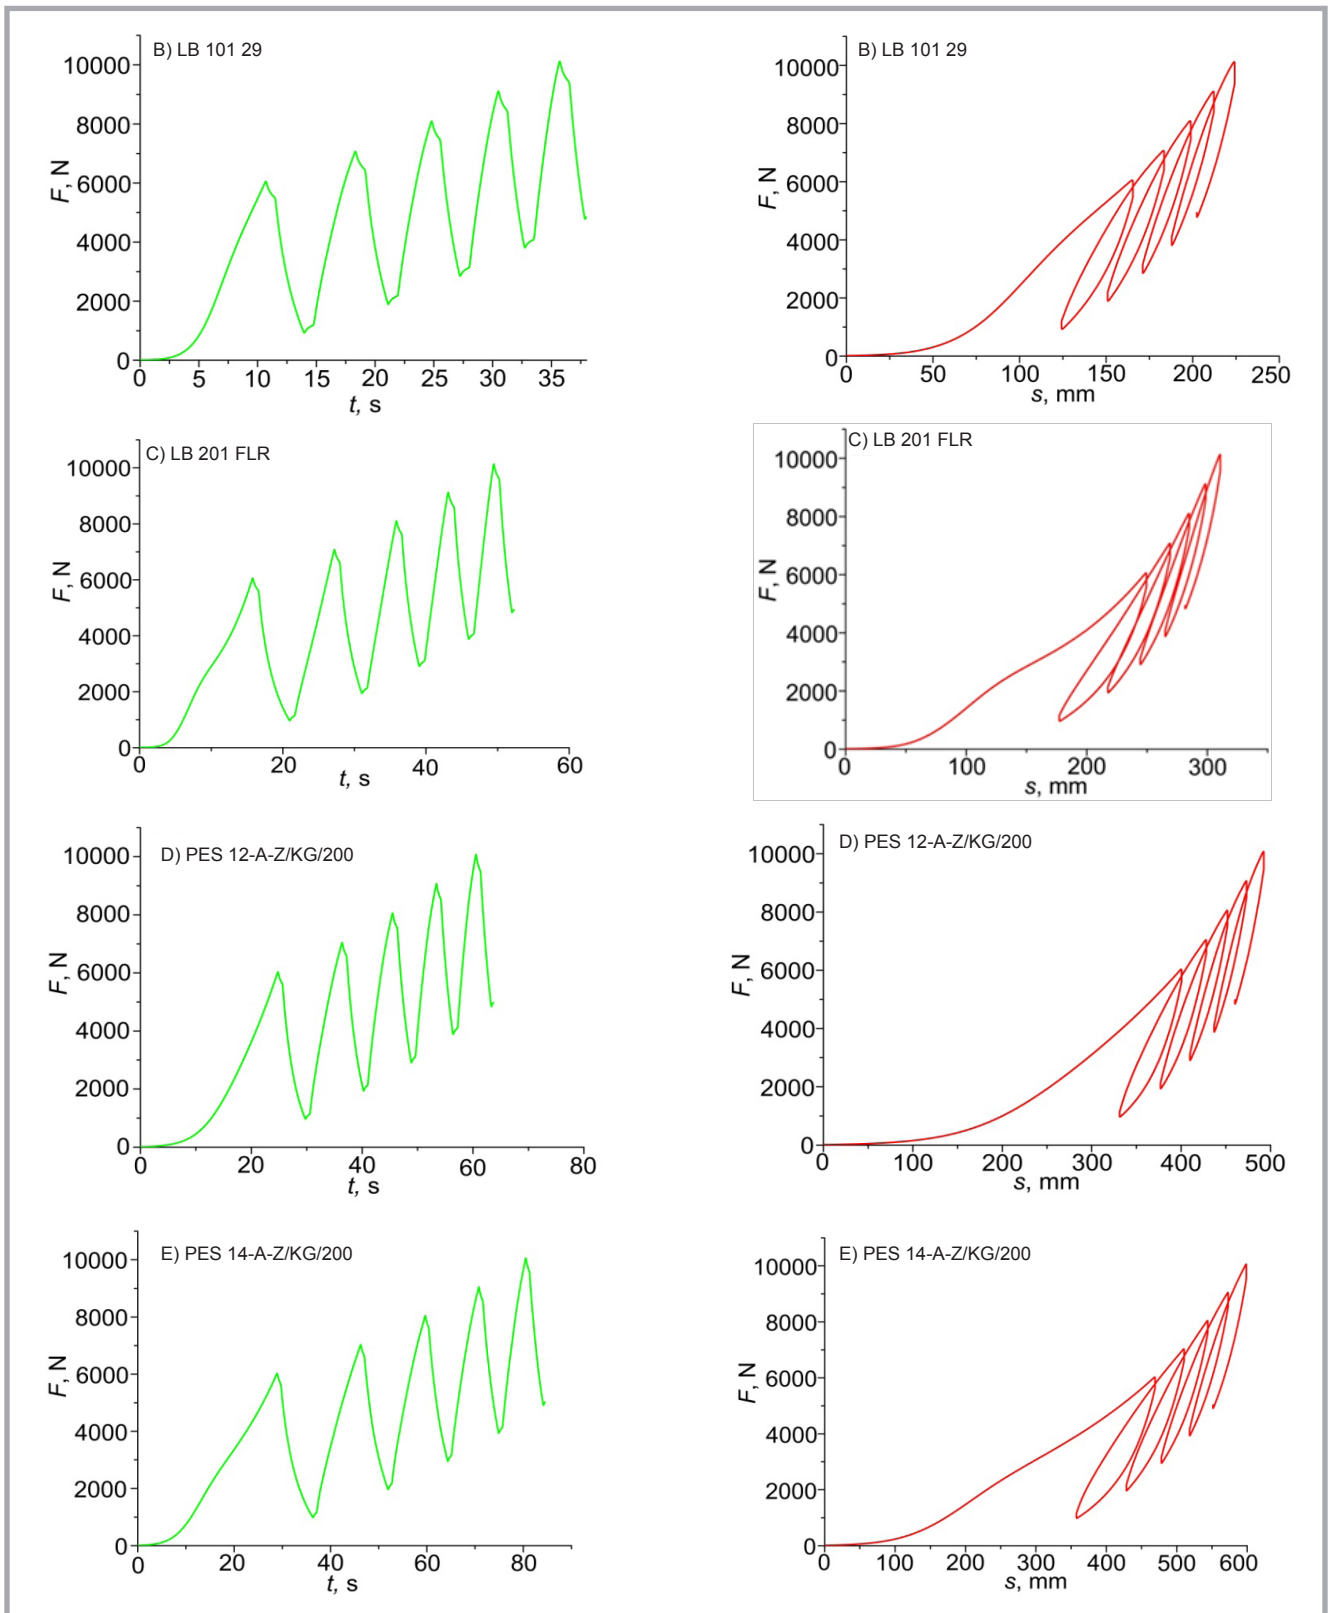 B) LB 101 29
10000
8000
6000
4000
2000
0
F, N
0 5 10 15 20 25 30 35
t, s
B) LB 101 29
10000
8000
6000
4000
2000
0
F, N
0 50 100 150 200 250
s, mm
C) LB 201 FLR
10000
8000
6000
4000
2000
0
F, N
0 20 40 60
t, s
C) LB 201 FLR
10000
8000
6000
4000
2000
0
F, N
0 100 200 300
s, mm
D) PES 12-A-Z/KG/200
10000
8000
6000
4000
2000
0
F, N
0 20 40 60 80
t, s
D) PES 12-A-Z/KG/200
10000
8000
6000
4000
2000
0
F, N
0 100 200 300 400 500
s, mm
E) PES 14-A-Z/KG/200
10000
8000
6000
4000
2000
0
F, N
0 20 40 60 80
t, s
E) PES 14-A-Z/KG/200
10000
8000
6000
4000
2000
0
F, N
0 100 200 300 400 500 600
s, mm